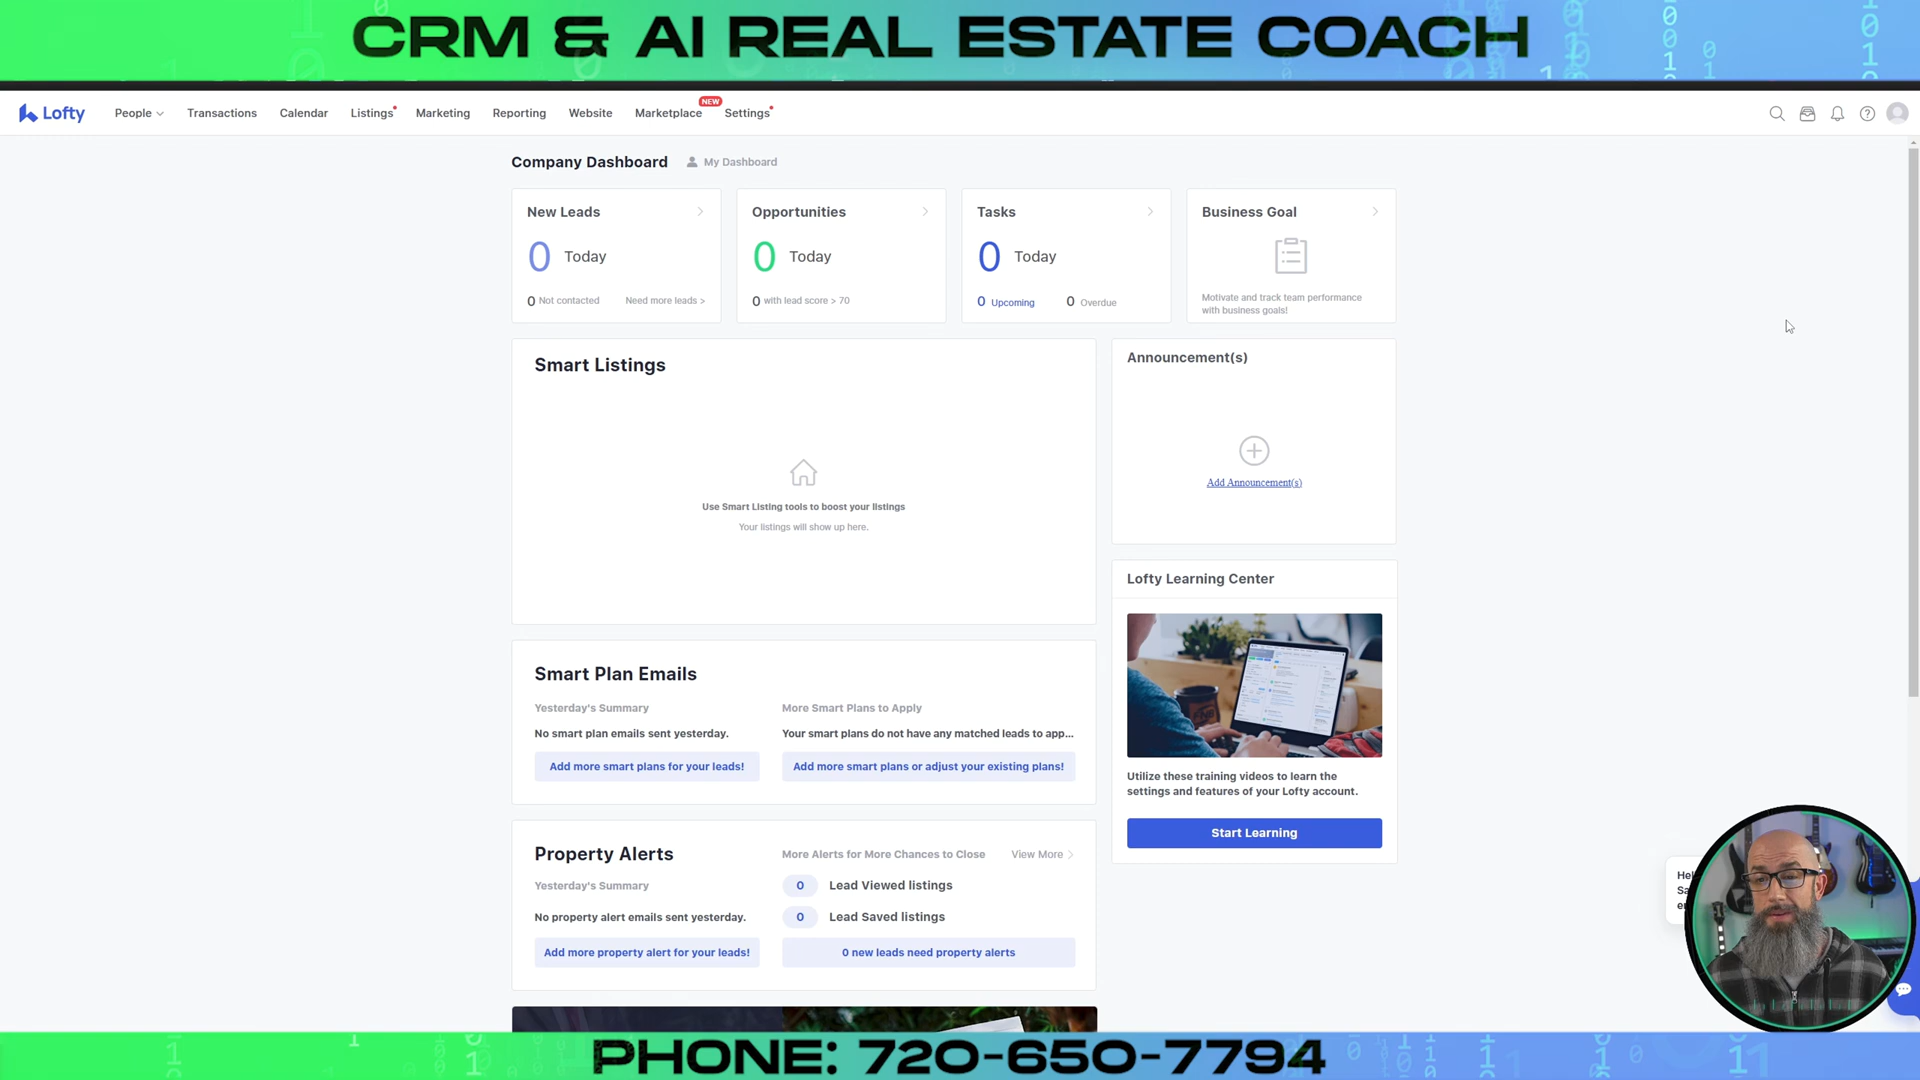 CRM & AI REAL ESTATE COACH
Lofty People Transactions Calendar Listings Marketing Reporting Website Marketplace NEW Settings
Company Dashboard My Dashboard
New Leads
0 Today
0 Not contacted Need more leads >
Opportunities
0 Today
0 with lead score > 70
Tasks
0 Today
0 Upcoming 0 Overdue
Business Goal
Motivate and track team performance
with business goals!
Smart Listings
Use Smart Listing tools to boost your listings
Your listings will show up here.
Announcement(s)
Add Announcement(s)
Lofty Learning Center
Utilize these training videos to learn the
settings and features of your Lofty account.
Start Learning
Smart Plan Emails
Yesterday's Summary
No smart plan emails sent yesterday.
Add more smart plans for your leads!
More Smart Plans to Apply
Your smart plans do not have any matched leads to app...
Add more smart plans or adjust your existing plans!
Property Alerts
Yesterday's Summary
No property alert emails sent yesterday.
Add more property alert for your leads!
More Alerts for More Chances to Close View More
0 Lead Viewed listings
0 Lead Saved listings
0 new leads need property alerts
PHONE: 720-650-7794